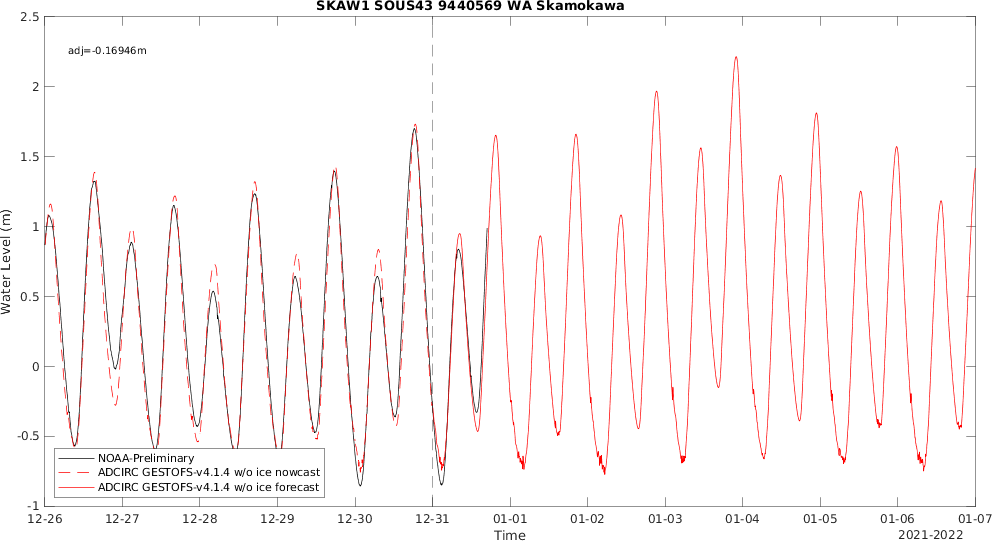 SKAW1 SOUS43 9440569 WA Skamokawa
adj=-0.16946m
Water Level (m)
2.5
2
1.5
1
0.5
0
-0.5
-1
NOAA-Preliminary
ADCIRC GESTOFS-v4.1.4 w/o ice nowcast
ADCIRC GESTOFS-v4.1.4 w/o ice forecast
12-26 12-27 12-28 12-29 12-30 12-31 01-01 01-02 01-03 01-04 01-05 01-06 01-07
Time
2021-2022